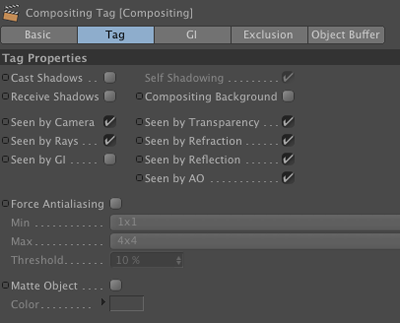 Compositing Tag [Compositing]
Basic Tag GI Exclusion Object Buffer
Tag Properties
Cast Shadows . . Self Shadowing . . . . . . . .
Receive Shadows Compositing Background
Seen by Camera Seen by Transparency . . .
Seen by Rays . . . Seen by Refraction . . . . .
Seen by GI . . . . . Seen by Reflection . . . . .
Seen by AO . . . . . . . . . . .
Force Antialiasing
Min . . . . . . . . . . . 1x1
Max . . . . . . . . . . . 4x4
Threshold . . . . . . 10 %
Matte Object . . . .
Color . . . . . . . . .